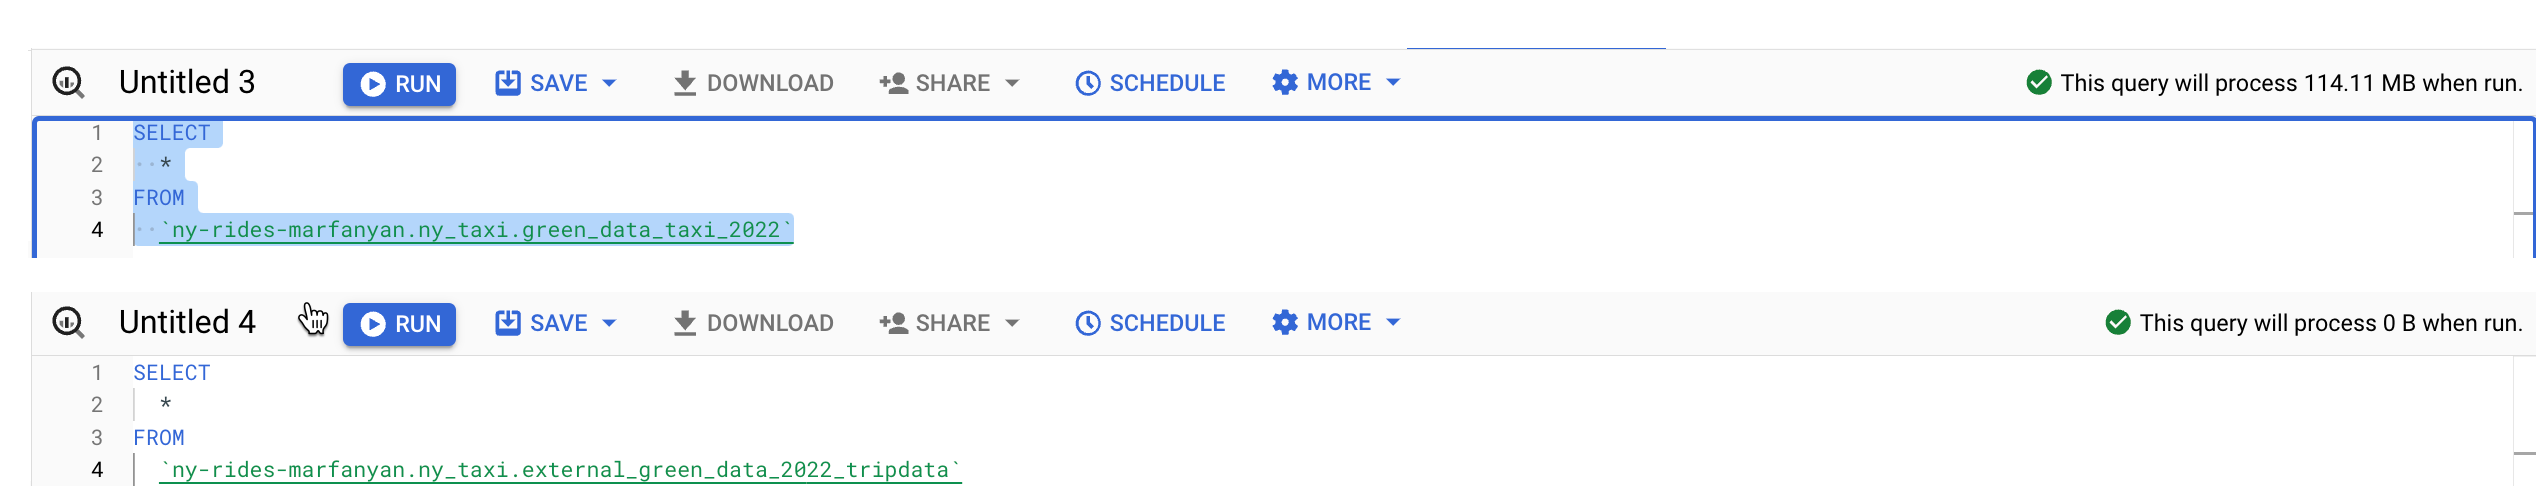 Untitled 3 RUN SAVE DOWNLOAD SHARE SCHEDULE MORE This query will process 114.11 MB when run.
1 SELECT
2 ··*
3 FROM
4 ··`ny-rides-marfanyan.ny_taxi.green_data_taxi_2022`
Untitled 4 RUN SAVE DOWNLOAD SHARE SCHEDULE MORE This query will process 0 B when run.
1 SELECT
2 *
3 FROM
4 `ny-rides-marfanyan.ny_taxi.external_green_data_2022_tripdata`